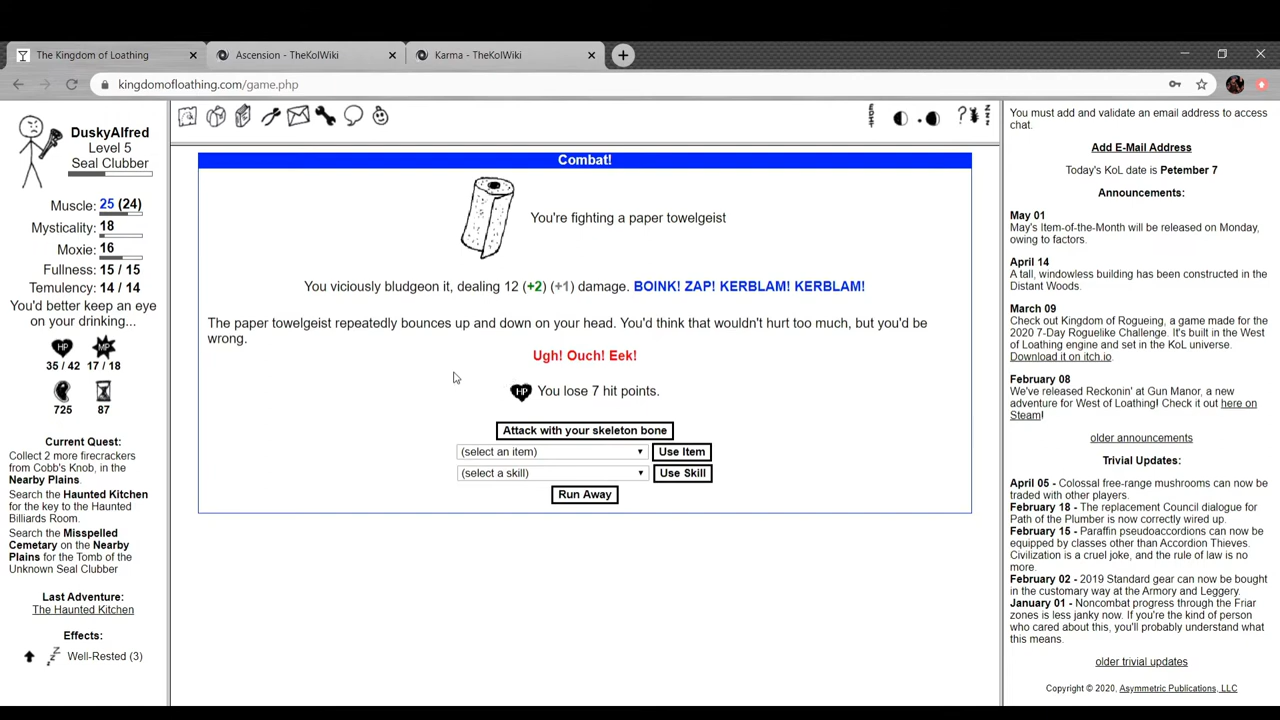 The Kingdom of Loathing
Ascension - TheKolWiki
Karma - TheKolWiki
kingdomofloathing.com/game.php
DuskyAlfred
Level 5
Seal Clubber
Muscle: 25 (24)
Mysticality: 18
Moxie: 16
Fullness: 15 / 15
Temulency: 14 / 14
You'd better keep an eye
on your drinking...
HP MP
35 / 42 17 / 18
725 87
Current Quest:
Collect 2 more firecrackers
from Cobb's Knob, in the
Nearby Plains.
Search the Haunted Kitchen
for the key to the Haunted
Billiards Room.
Search the Misspelled
Cemetary on the Nearby
Plains for the Tomb of the
Unknown Seal Clubber
Last Adventure:
The Haunted Kitchen
Effects:
Well-Rested (3)
Combat!
You're fighting a paper towelgeist
You viciously bludgeon it, dealing 12 (+2) (+1) damage. BOINK! ZAP! KERBLAM! KERBLAM!
The paper towelgeist repeatedly bounces up and down on your head. You'd think that wouldn't hurt too much, but you'd be
wrong.
Ugh! Ouch! Eek!
HP You lose 7 hit points.
Attack with your skeleton bone
(select an item) Use Item
(select a skill) Use Skill
Run Away
You must add and validate an email address to access
chat.
Add E-Mail Address
Today's KoL date is Petember 7
Announcements:
May 01
May's Item-of-the-Month will be released on Monday,
owing to factors.
April 14
A tall, windowless building has been constructed in the
Distant Woods.
March 09
Check out Kingdom of Rogueing, a game made for the
2020 7-Day Roguelike Challenge. It's built in the West
of Loathing engine and set in the KoL universe.
Download it on itch.io.
February 08
We've released Reckonin' at Gun Manor, a new
adventure for West of Loathing! Check it out here on
Steam!
older announcements
Trivial Updates:
April 05 - Colossal free-range mushrooms can now be
traded with other players.
February 18 - The replacement Council dialogue for
Path of the Plumber is now correctly wired up.
February 15 - Paraffin pseudoaccordions can now be
equipped by classes other than Accordion Thieves.
Civilization is a cruel joke, and the rule of law is no
more.
February 02 - 2019 Standard gear can now be bought
in the customary way at the Armory and Leggery.
January 01 - Noncombat progress through the Friar
zones is less janky now. If you're the kind of person
who cared about this, you'll probably understand what
this means.
older trivial updates
Copyright © 2020, Asymmetric Publications, LLC